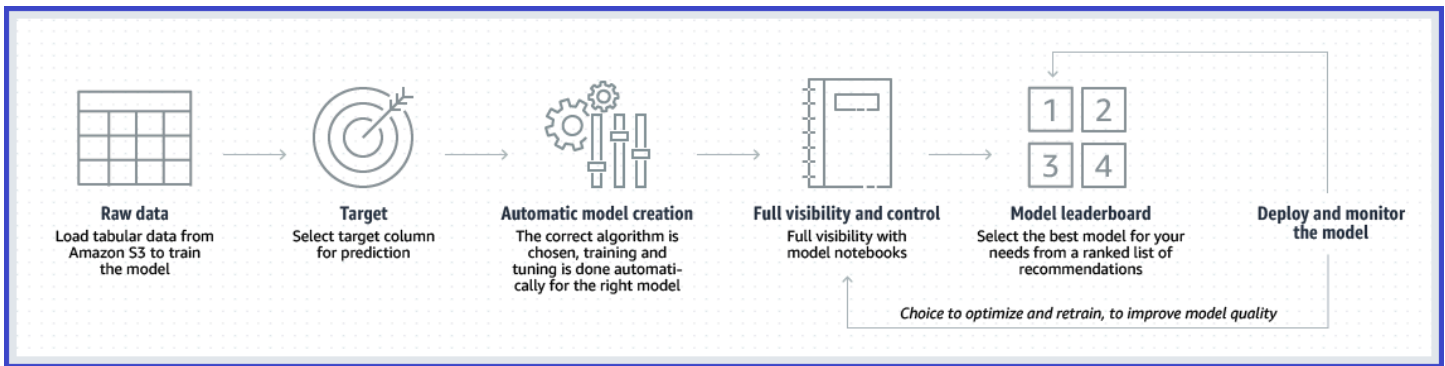 Raw data
Load tabular data from
Amazon S3 to train
the model
Target
Select target column
for prediction
Automatic model creation
The correct algorithm is
chosen, training and
tuning is done automati-
cally for the right model
Full visibility and control
Full visibility with
model notebooks
1 2
3 4
Model leaderboard
Select the best model for your
needs from a ranked list of
recommendations
Deploy and monitor
the model
Choice to optimize and retrain, to improve model quality